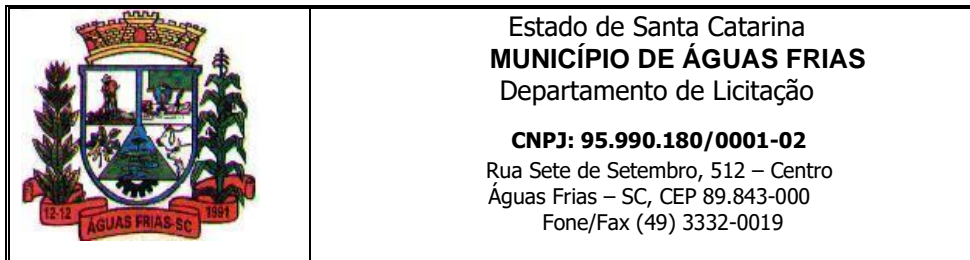 12-12
ÁGUAS FRIAS-SC
1991
Estado de Santa Catarina
MUNICÍPIO DE ÁGUAS FRIAS
Departamento de Licitação
CNPJ: 95.990.180/0001-02
Rua Sete de Setembro, 512 – Centro
Águas Frias – SC, CEP 89.843-000
Fone/Fax (49) 3332-0019